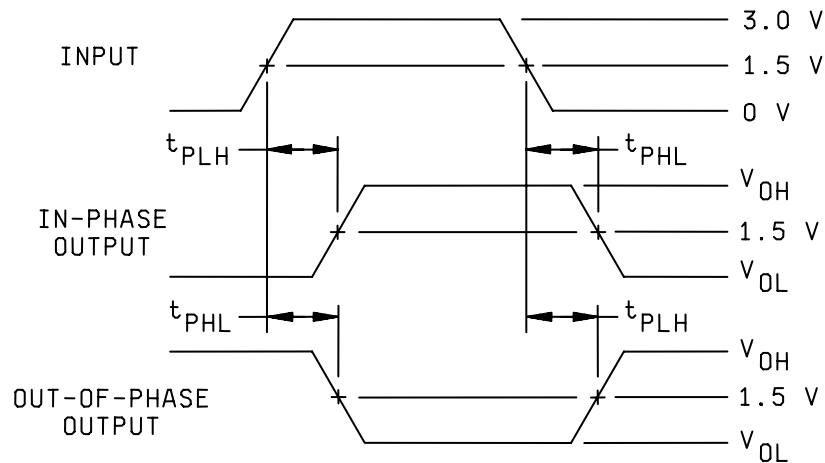 3.0 V
INPUT
1.5 V
0 V
tPLH
tPHL
VOH
IN-PHASE
OUTPUT
1.5 V
VOL
tPHL
tPLH
VOH
OUT-OF-PHASE
OUTPUT
1.5 V
VOL